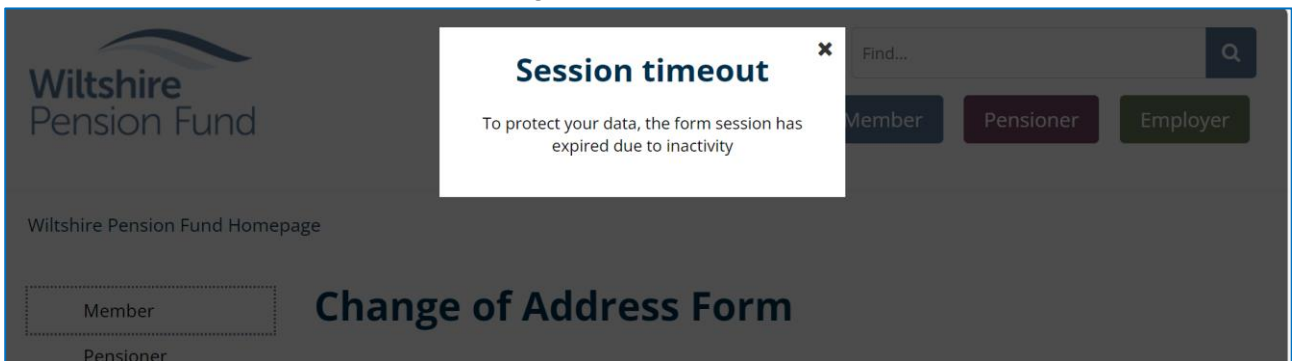 Wiltshire
Pension Fund
Session timeout
To protect your data, the form session has
expired due to inactivity
Find...
Member
Pensioner
Employer
Wiltshire Pension Fund Homepage
Member
Pensioner
Change of Address Form